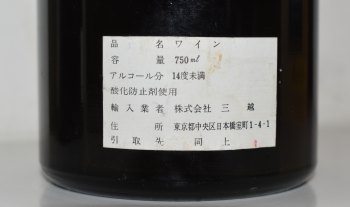 品名 ワイン
容量 750ml
アルコール分 14度未満
酸化防止剤使用
輸入業者 株式会社 三越
住所 東京都中央区日本橋室町1-4-1
引取先 同上